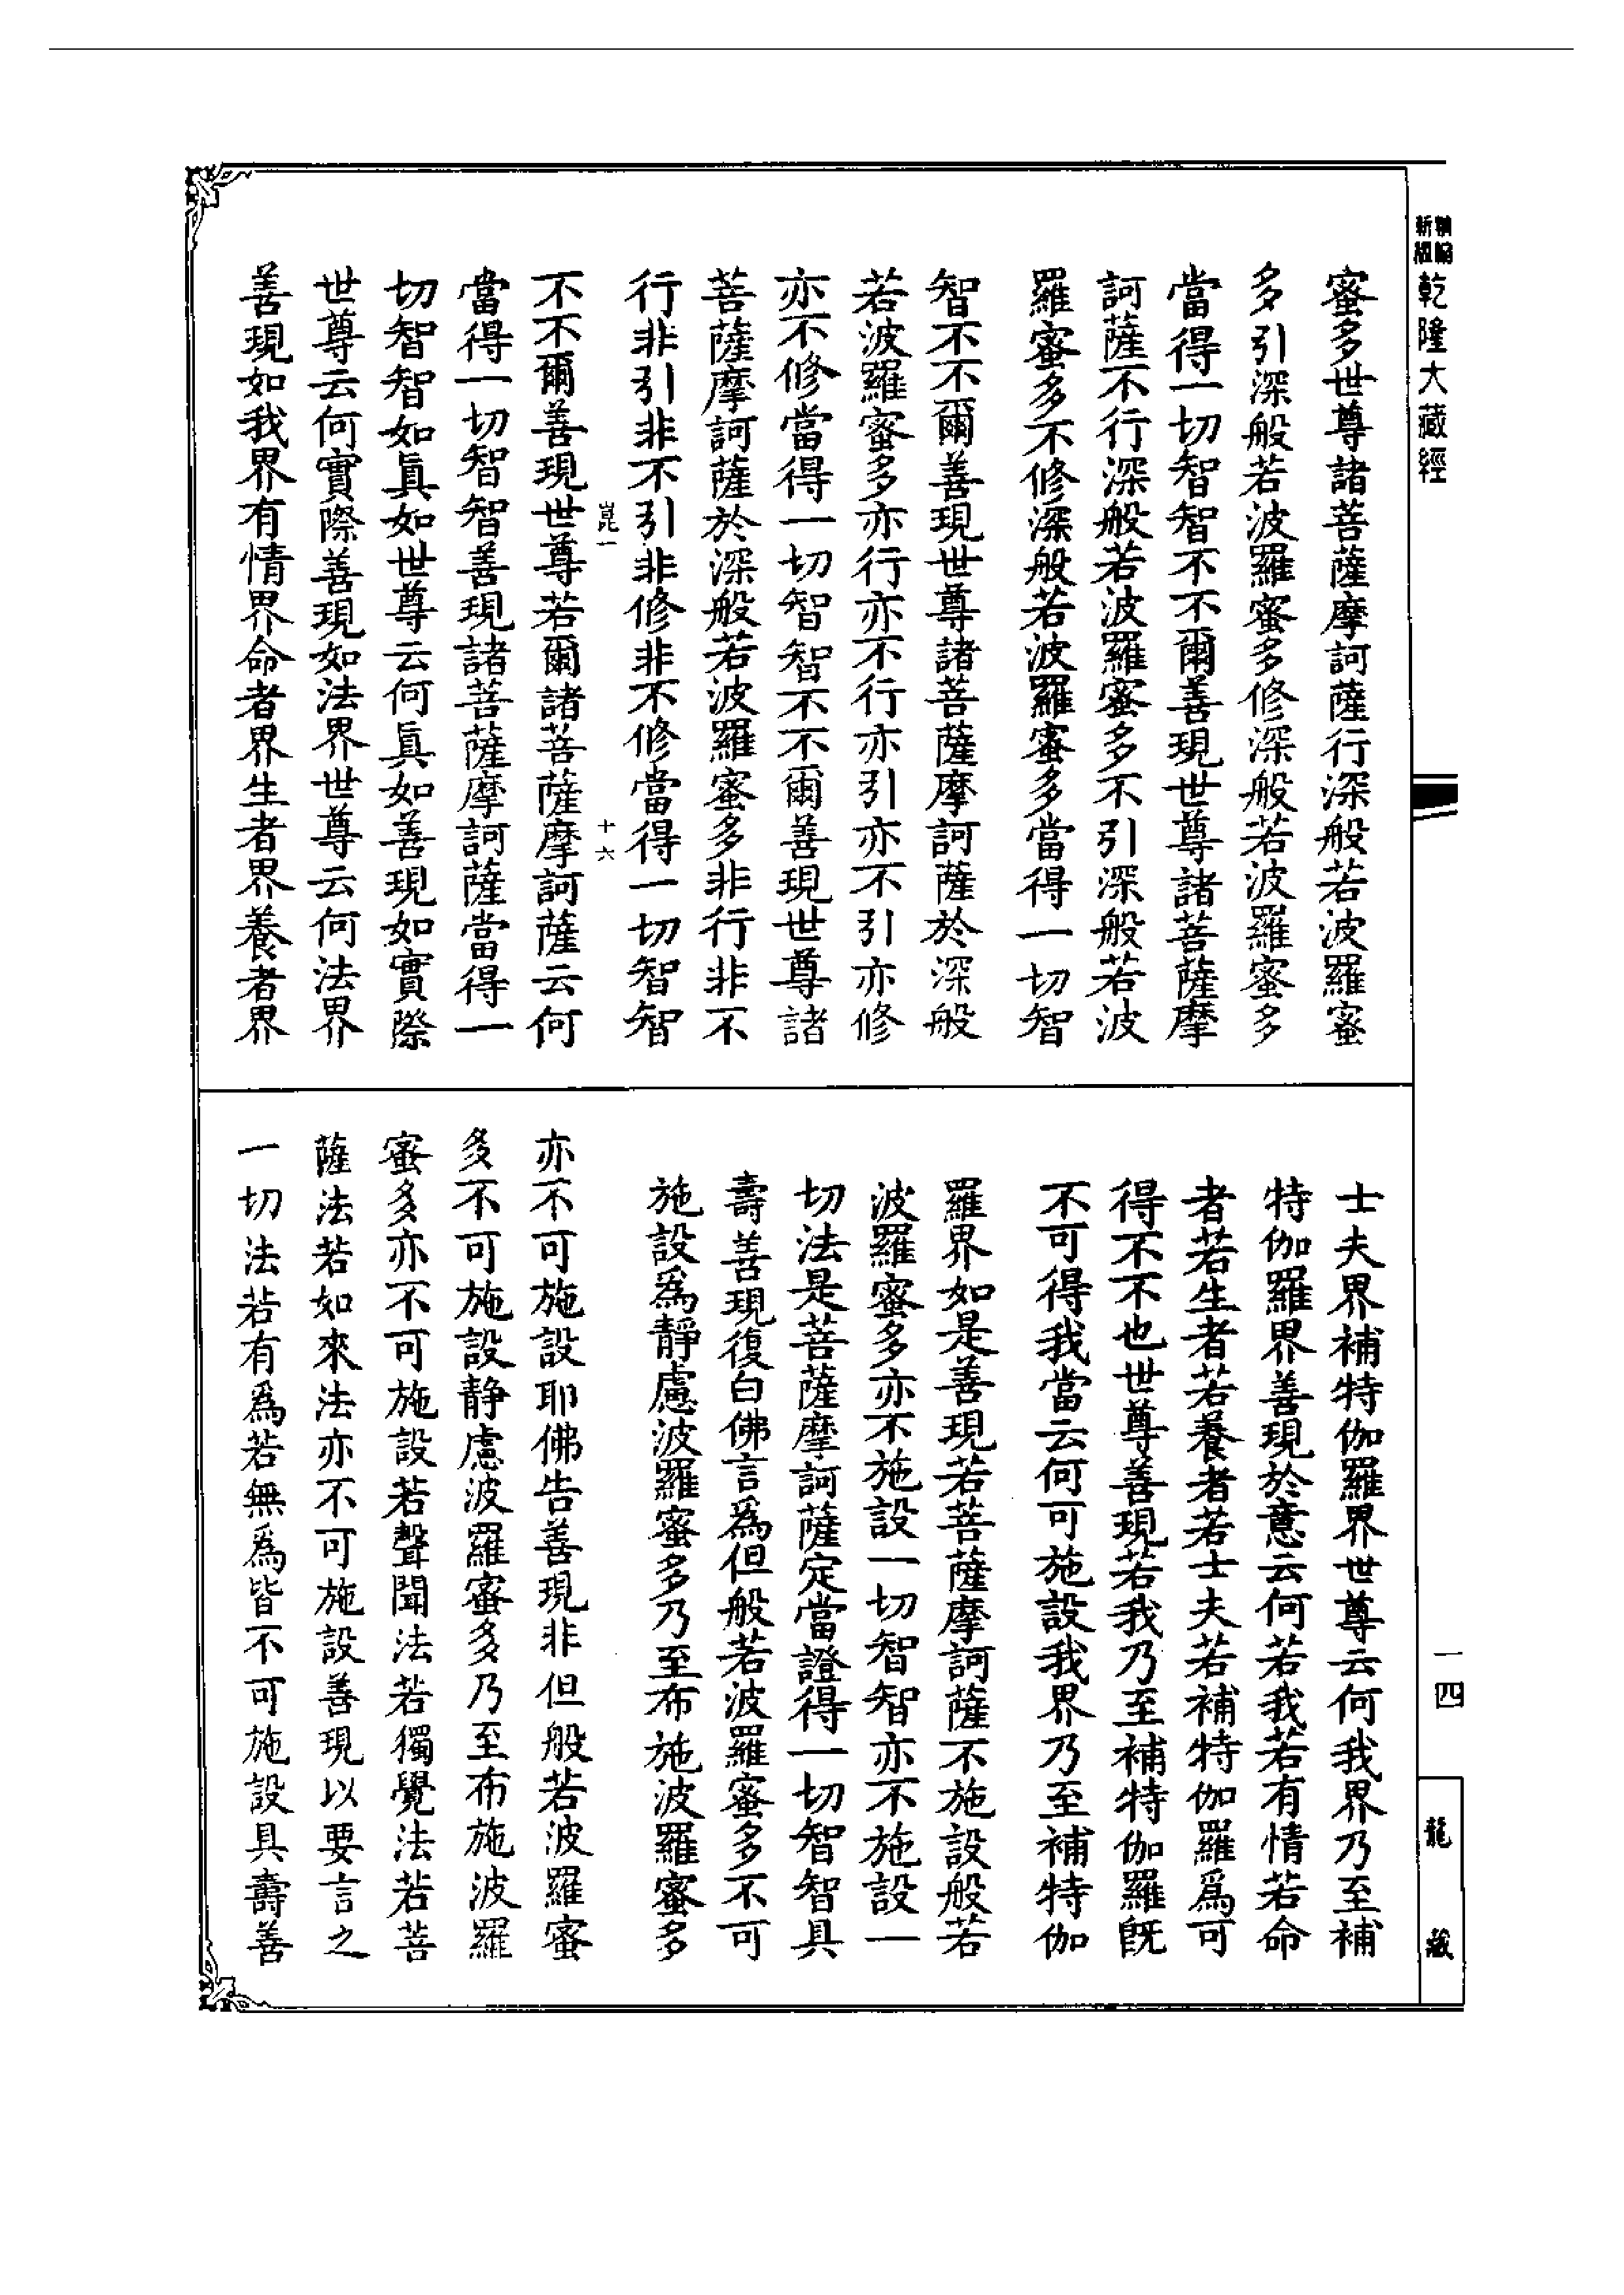 新編
縮紐
乾隆大藏經
一四
龍藏
蜜多世尊諸菩薩摩訶薩行深般若波羅蜜
多引深般若波羅蜜多修深般若波羅蜜多
當得一切智智不不爾善現世尊諸菩薩摩
訶薩不行深般若波羅蜜多不引深般若波
羅蜜多不修深般若波羅蜜多當得一切智
智不不爾善現世尊諸菩薩摩訶薩於深般
若波羅蜜多亦行亦不行亦引亦不引亦修
亦不修當得一切智智不不爾善現世尊諸
菩薩摩訶薩於深般若波羅蜜多非行非不
行非引非不引非修非不修當得一切智智
崑一
十六
不不爾善現世尊若爾諸菩薩摩訶薩云何
當得一切智智善現諸菩薩摩訶薩當得一
切智智如眞如世尊云何眞如善現如實際
世尊云何實際善現如法界世尊云何法界
善現如我界有情界命者界生者界養者界
士夫界補特伽羅界世尊云何我界乃至補
特伽羅界善現於意云何若我若有情若命
者若生者若養者若士夫若補特伽羅爲可
得不不也世尊善現若我乃至補特伽羅旣
不可得我當云何可施設我界乃至補特伽
羅界如是善現若菩薩摩訶薩不施設般若
波羅蜜多亦不施設一切智智亦不施設一
切法是菩薩摩訶薩定當證得一切智智具
壽善現復白佛言爲但般若波羅蜜多不可
施設爲靜慮波羅蜜多乃至布施波羅蜜多
亦不可施設耶佛告善現非但般若波羅蜜
多不可施設静慮波羅蜜多乃至布施波羅
蜜多亦不可施設若聲聞法若獨覺法若菩
薩法若如來法亦不可施設善現以要言之
一切法若有爲若無爲皆不可施設具壽善